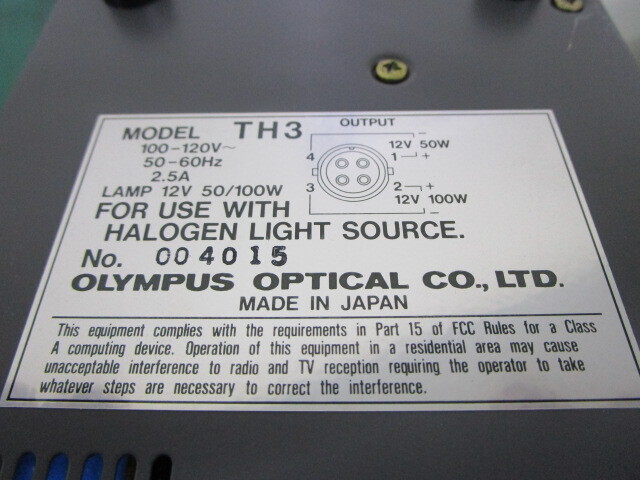 MODEL TH3
100-120V~
50-60Hz
2.5A
LAMP 12V 50/100W
OUTPUT
12V 50W
4 1 - +
3 2 - +
12V 100W
FOR USE WITH
HALOGEN LIGHT SOURCE.
No. 004015
OLYMPUS OPTICAL CO., LTD.
MADE IN JAPAN
This equipment complies with the requirements in Part 15 of FCC Rules for a Class
A computing device. Operation of this equipment in a residential area may cause
unacceptable interference to radio and TV reception requiring the operator to take
whatever steps are necessary to correct the interference.